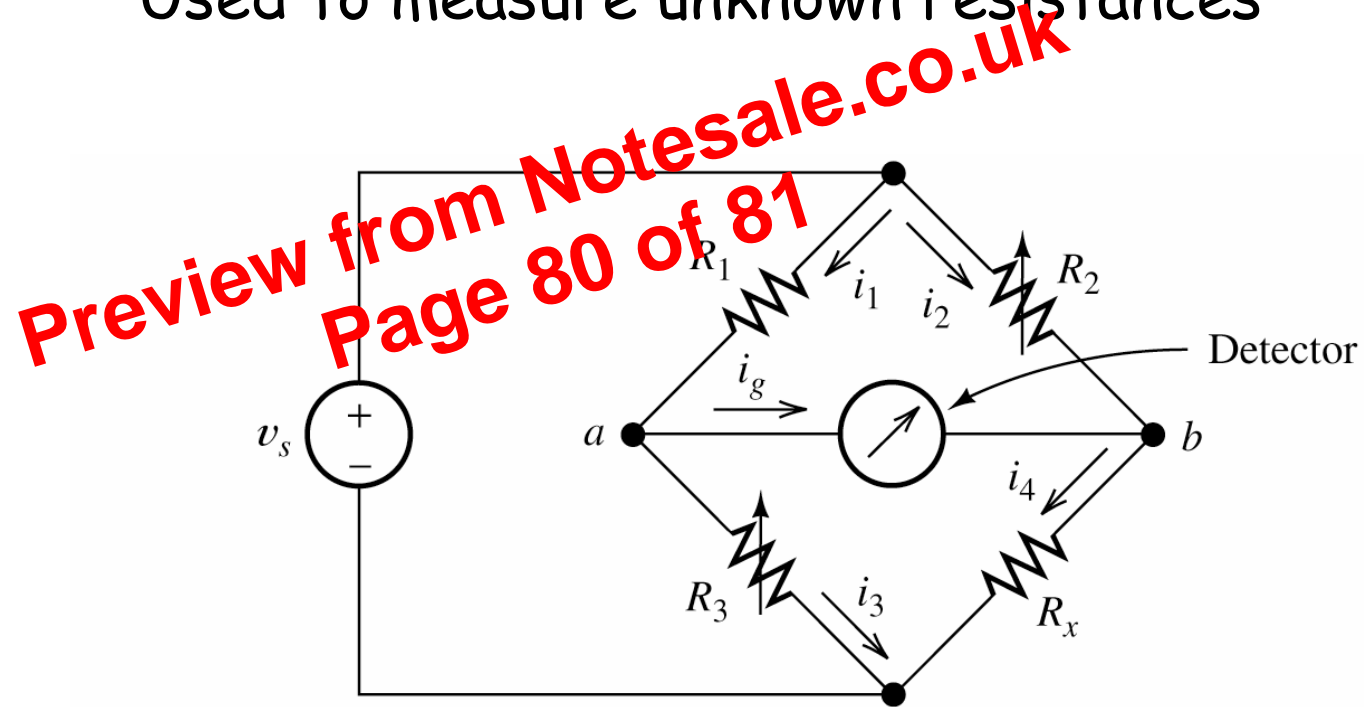 Used to measure unknown resistances
Preview from Notesale.co.uk
Page 80 of 81
R1
i1
i2
R2
Detector
ig
+
vs
−
a
b
i4
R3
i3
Rx